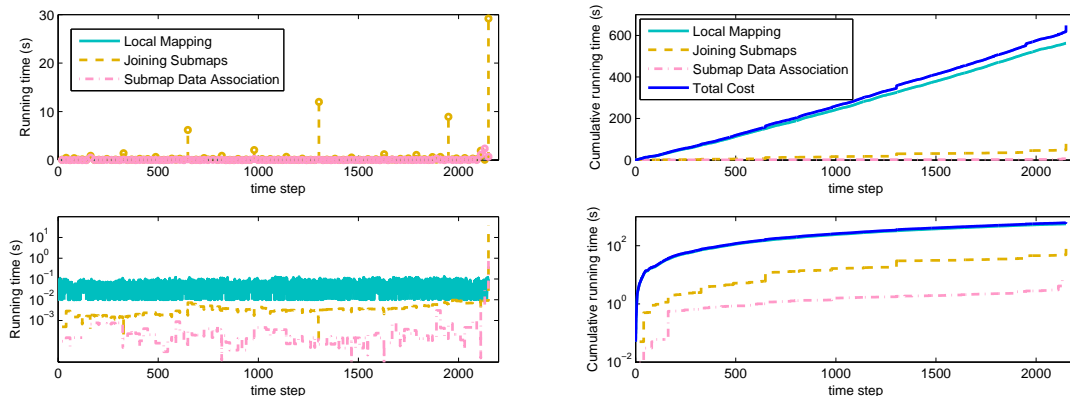 30
20
10
0
Running time (s)
Local Mapping
Joining Submaps
Submap Data Association
0 500 1000 1500 2000
time step
600
400
200
0
Cumulative running time (s)
Local Mapping
Joining Submaps
Submap Data Association
Total Cost
0 500 1000 1500 2000
time step
10^2
10^1
10^0
10^−1
10^−2
10^−3
Running time (s)
0 500 1000 1500 2000
time step
10^2
10^0
10^−2
Cumulative running time (s)
0 500 1000 1500 2000
time step